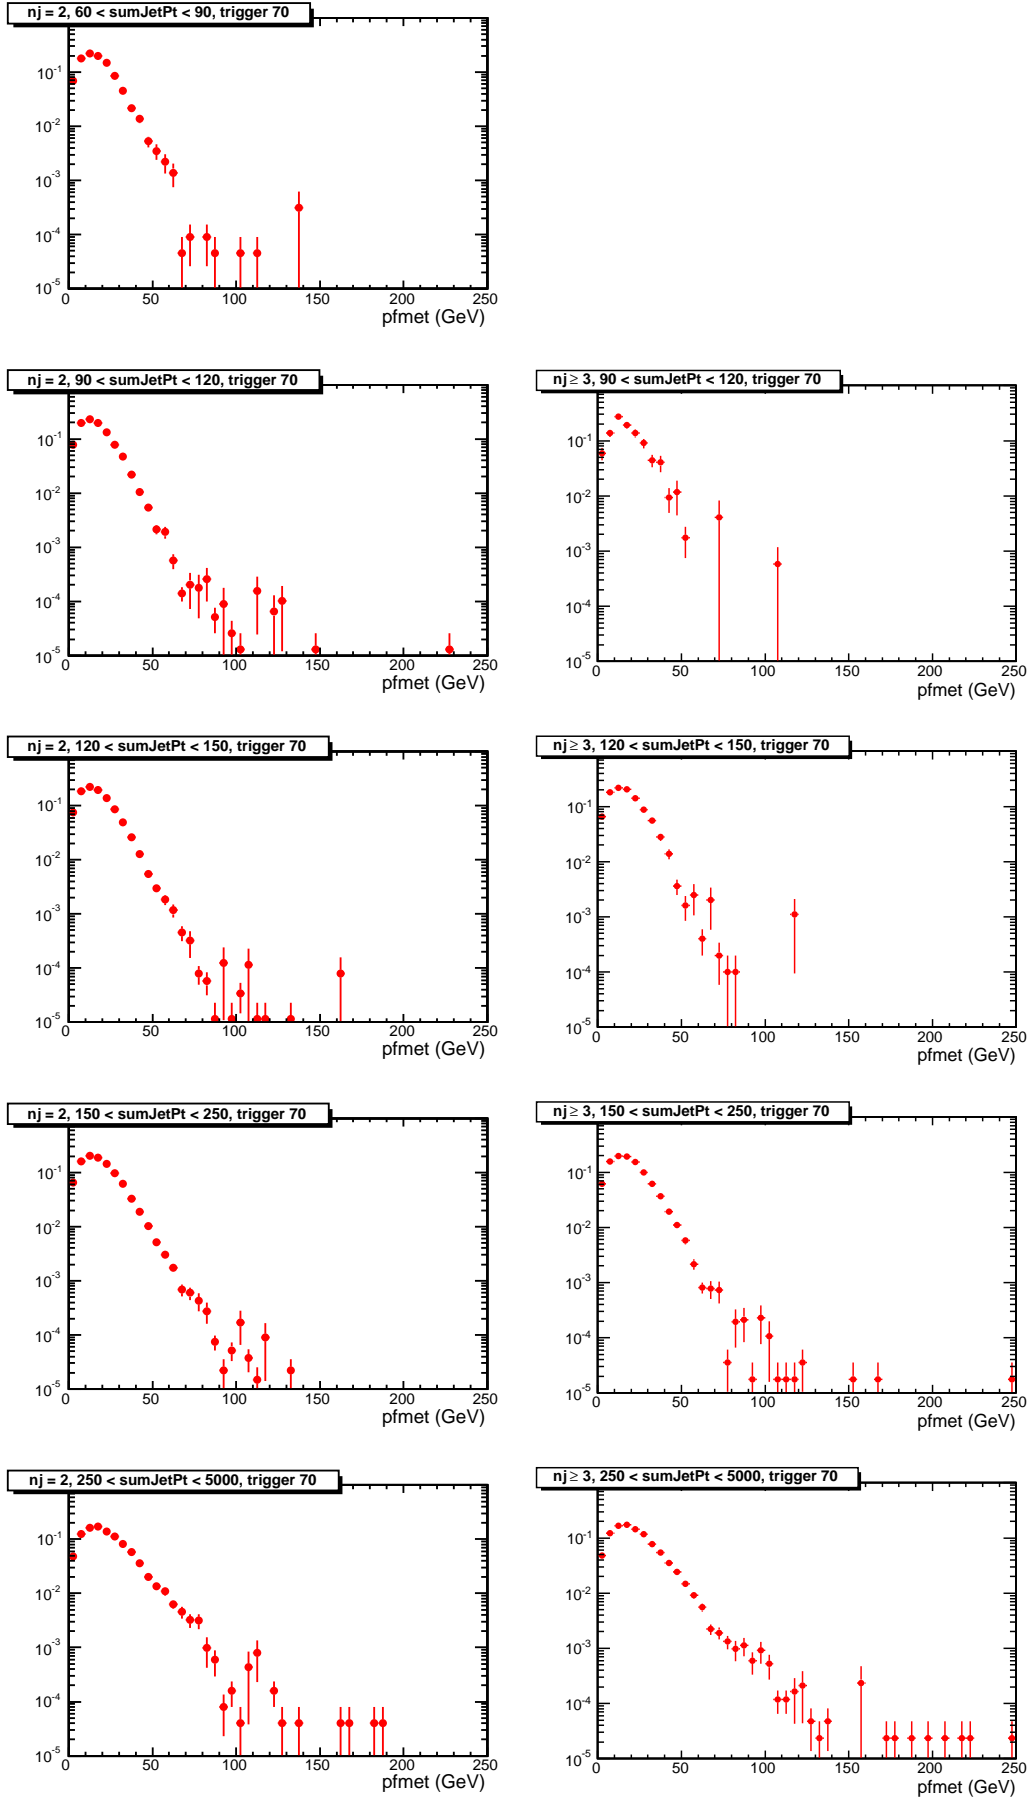 nj = 2, 60 < sumJetPt < 90, trigger 70
10-1
10-2
10-3
10-4
10-5
0 50 100 150 200 250
pfmet (GeV)
nj = 2, 90 < sumJetPt < 120, trigger 70
10-1
10-2
10-3
10-4
10-5
0 50 100 150 200 250
pfmet (GeV)
nj ≥ 3, 90 < sumJetPt < 120, trigger 70
10-1
10-2
10-3
10-4
10-5
0 50 100 150 200 250
pfmet (GeV)
nj = 2, 120 < sumJetPt < 150, trigger 70
10-1
10-2
10-3
10-4
10-5
0 50 100 150 200 250
pfmet (GeV)
nj ≥ 3, 120 < sumJetPt < 150, trigger 70
10-1
10-2
10-3
10-4
10-5
0 50 100 150 200 250
pfmet (GeV)
nj = 2, 150 < sumJetPt < 250, trigger 70
10-1
10-2
10-3
10-4
10-5
0 50 100 150 200 250
pfmet (GeV)
nj ≥ 3, 150 < sumJetPt < 250, trigger 70
10-1
10-2
10-3
10-4
10-5
0 50 100 150 200 250
pfmet (GeV)
nj = 2, 250 < sumJetPt < 5000, trigger 70
10-1
10-2
10-3
10-4
10-5
0 50 100 150 200 250
pfmet (GeV)
nj ≥ 3, 250 < sumJetPt < 5000, trigger 70
10-1
10-2
10-3
10-4
10-5
0 50 100 150 200 250
pfmet (GeV)